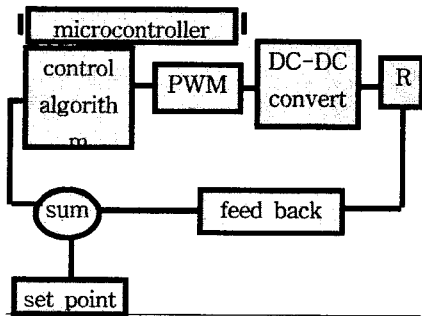 microcontroller
control
algorith
m
PWM
DC-DC
convert
R
sum
feed back
set point